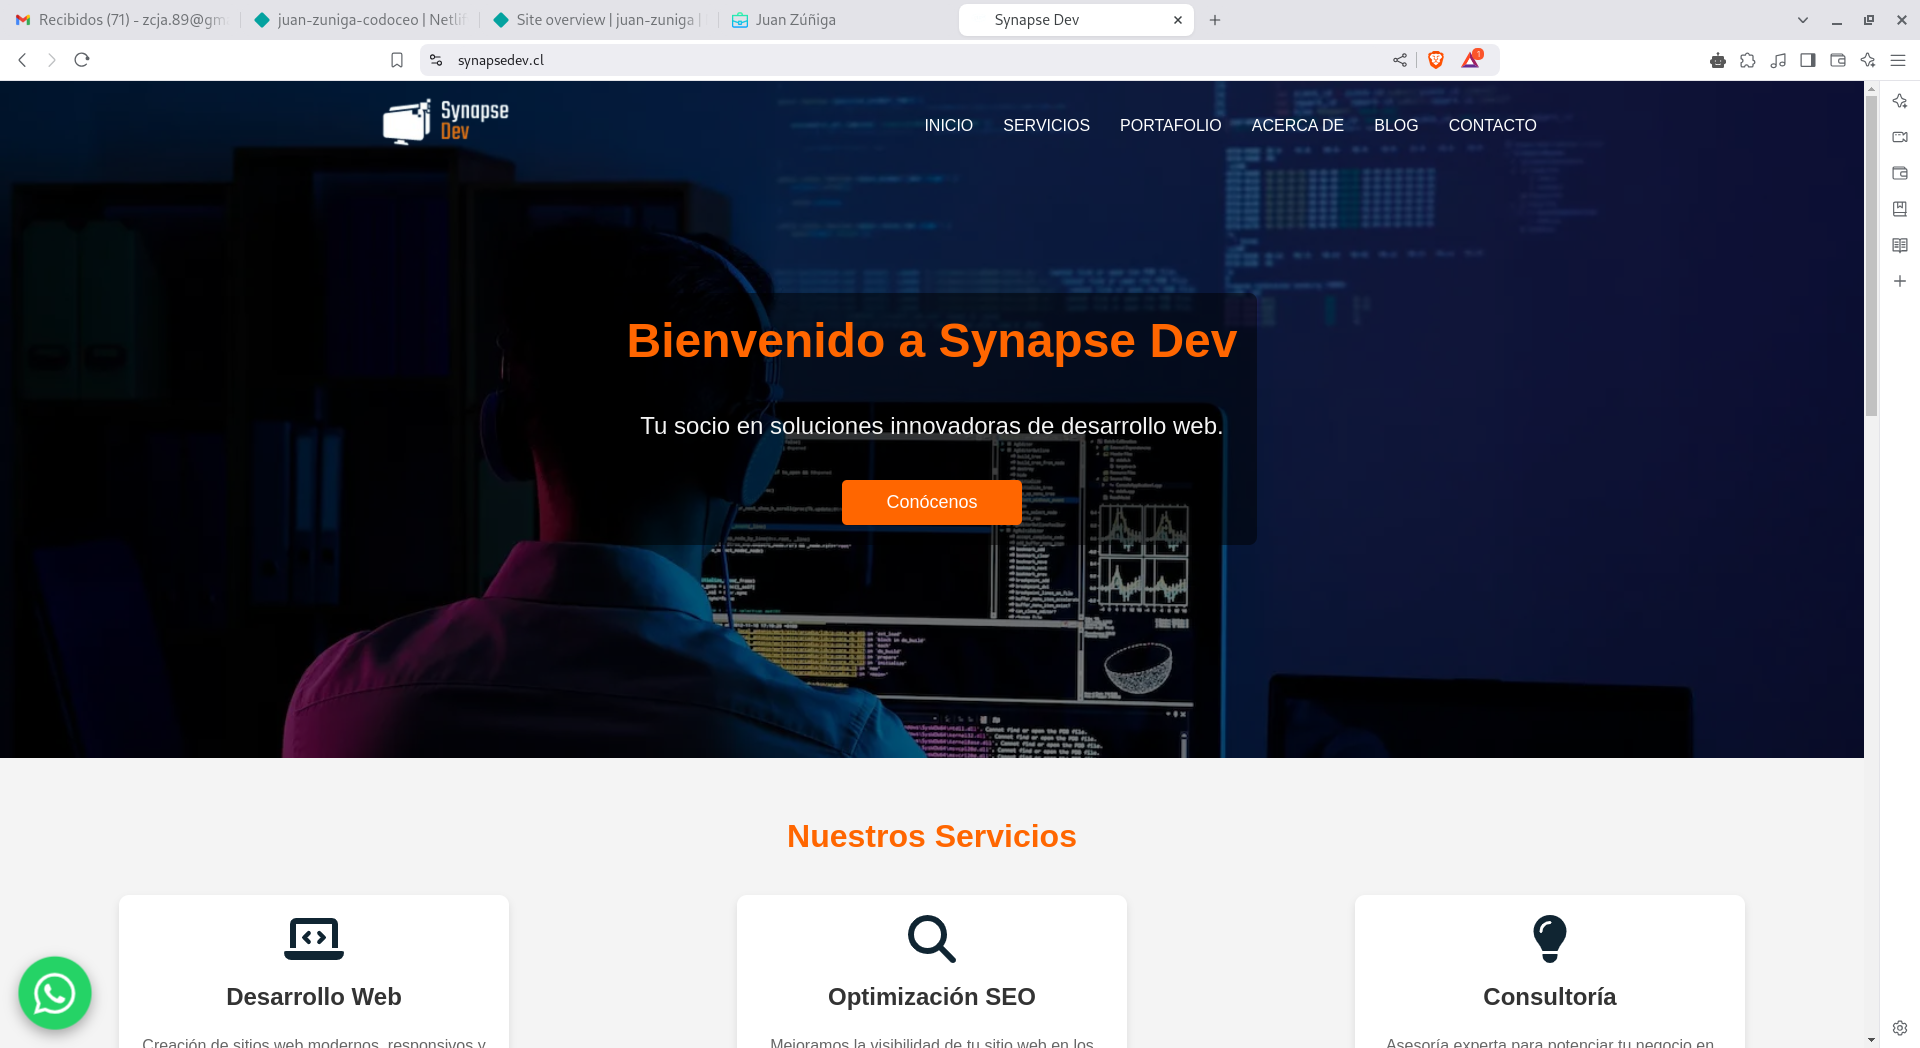 Recibidos (71) - zcja.89@gm
juan-zuniga-codoceo | Netlif
Site overview | juan-zuniga |
Juan Zúñiga
Synapse Dev
synapsedev.cl
1
Synapse
Dev
INICIO
SERVICIOS
PORTAFOLIO
ACERCA DE
BLOG
CONTACTO
Bienvenido a Synapse Dev
Tu socio en soluciones innovadoras de desarrollo web.
Conócenos
Nuestros Servicios
Desarrollo Web
Optimización SEO
Consultoría
Creación de sitios web modernos, responsivos y
Mejoramos la visibilidad de tu sitio web en los
Asesoría experta para potenciar tu negocio en